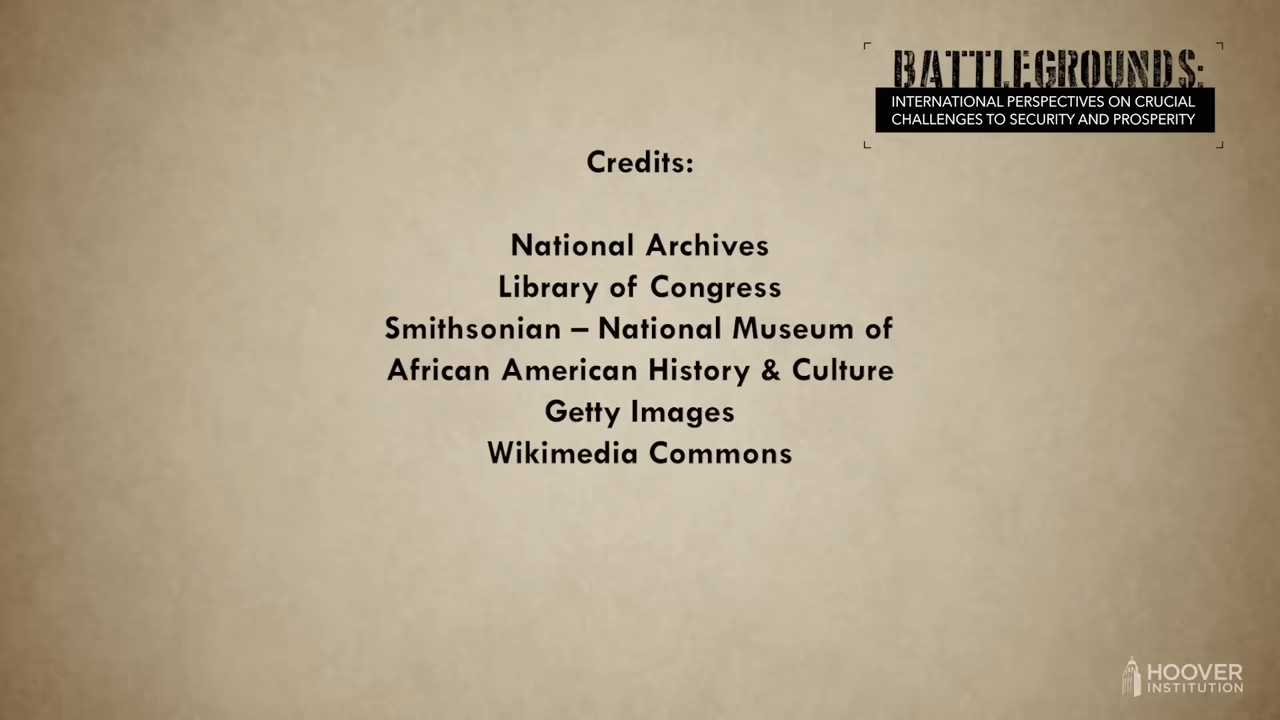 BATTLEGROUNDS:
INTERNATIONAL PERSPECTIVES ON CRUCIAL
CHALLENGES TO SECURITY AND PROSPERITY
Credits:
National Archives
Library of Congress
Smithsonian – National Museum of
African American History & Culture
Getty Images
Wikimedia Commons
HOOVER
INSTITUTION